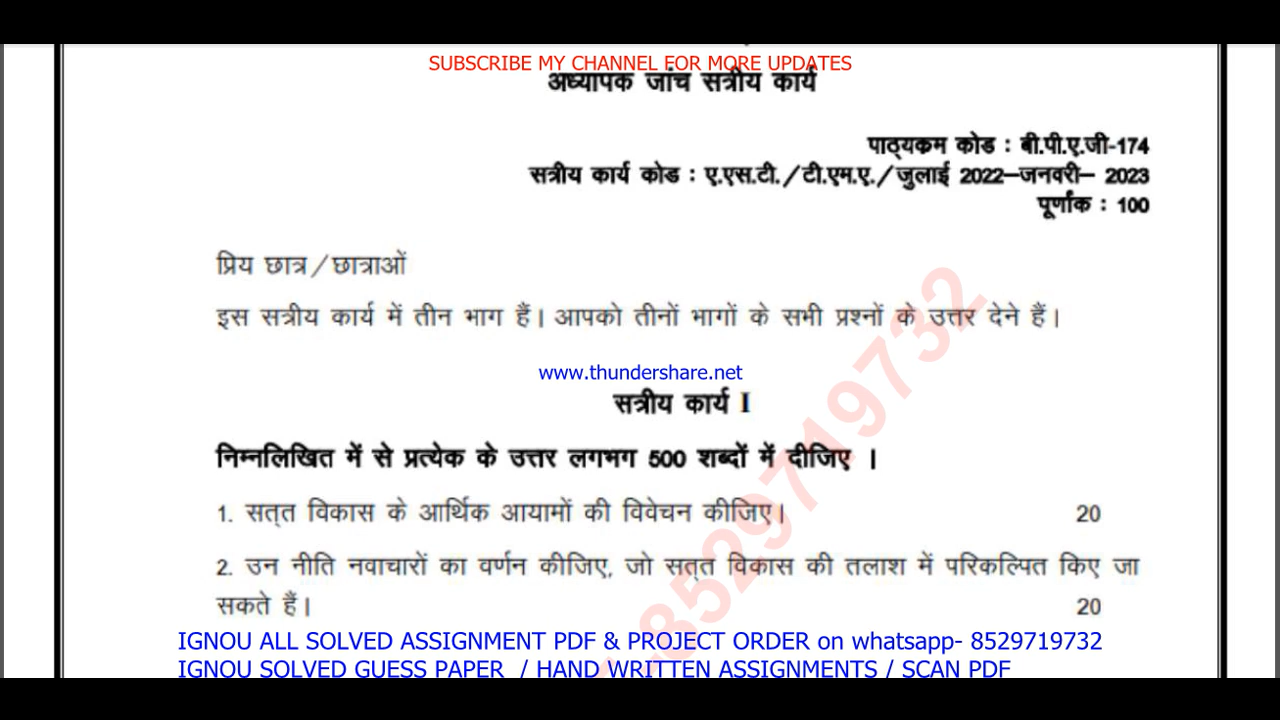 SUBSCRIBE MY CHANNEL FOR MORE UPDATES
अध्यापक जांच सत्रीय कार्य
पाठ्यक्रम कोड : बी.पी.ए.जी-174
सत्रीय कार्य कोड : ए.एस.टी./टी.एम.ए./जुलाई 2022–जनवरी– 2023
पूर्णांक : 100
प्रिय छात्र/छात्राओं
इस सत्रीय कार्य में तीन भाग हैं। आपको तीनों भागों के सभी प्रश्नों के उत्तर देने हैं।
www.thundershare.net
सत्रीय कार्य I
निम्नलिखित में से प्रत्येक के उत्तर लगभग 500 शब्दों में दीजिए ।
1. सत्‌त विकास के आर्थिक आयामों की विवेचन कीजिए। 20
2. उन नीति नवाचारों का वर्णन कीजिए, जो सत्‌त विकास की तलाश में परिकल्पित किए जा
सकते हैं। 20
8529719732
IGNOU ALL SOLVED ASSIGNMENT PDF & PROJECT ORDER on whatsapp- 8529719732
IGNOU SOLVED GUESS PAPER / HAND WRITTEN ASSIGNMENTS / SCAN PDF